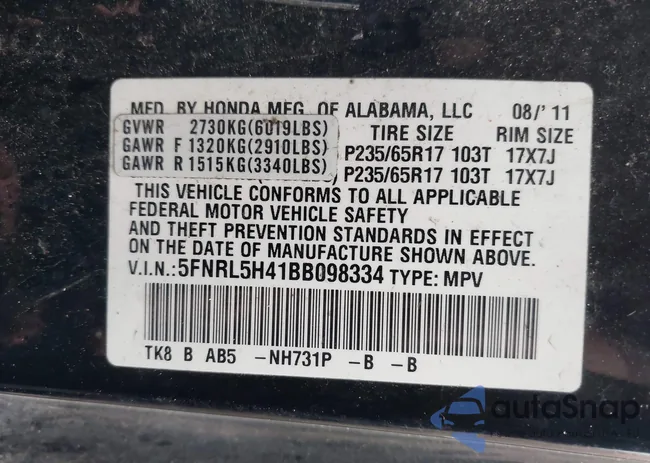 MFD. BY HONDA MFG. OF ALABAMA, LLC 08/'11
GVWR 2730KG(6019LBS) TIRE SIZE RIM SIZE
GAWR F 1320KG(2910LBS) P235/65R17 103T 17X7J
GAWR R 1515KG(3340LBS) P235/65R17 103T 17X7J
THIS VEHICLE CONFORMS TO ALL APPLICABLE
FEDERAL MOTOR VEHICLE SAFETY
AND THEFT PREVENTION STANDARDS IN EFFECT
ON THE DATE OF MANUFACTURE SHOWN ABOVE.
V.I.N.:5FNRL5H41BB098334 TYPE: MPV
TK8 B AB5 -NH731P -B -B
autoSnap